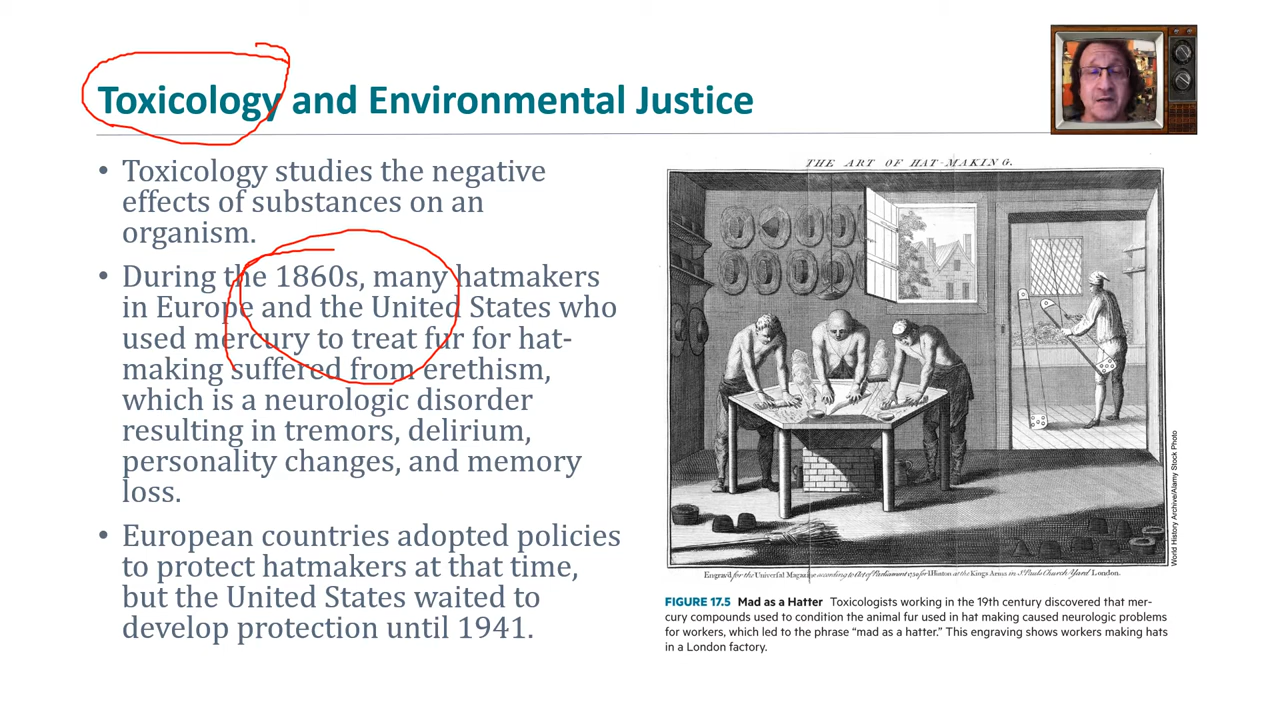 Toxicology and Environmental Justice
• Toxicology studies the negative
effects of substances on an
organism.
• During the 1860s, many hatmakers
in Europe and the United States who
used mercury to treat fur for hat-
making suffered from erethism,
which is a neurologic disorder
resulting in tremors, delirium,
personality changes, and memory
loss.
• European countries adopted policies
to protect hatmakers at that time,
but the United States waited to
develop protection until 1941.
THE ART OF HAT-MAKING.
World History Archive/Alamy Stock Photo
Engrav'd for the Universal Magazine according to Act of Parliament for J. Hinton at the Kings Arms in St. Pauls Church Yard London.
FIGURE 17.5 Mad as a Hatter Toxicologists working in the 19th century discovered that mer-
cury compounds used to condition the animal fur used in hat making caused neurologic problems
for workers, which led to the phrase “mad as a hatter.” This engraving shows workers making hats
in a London factory.